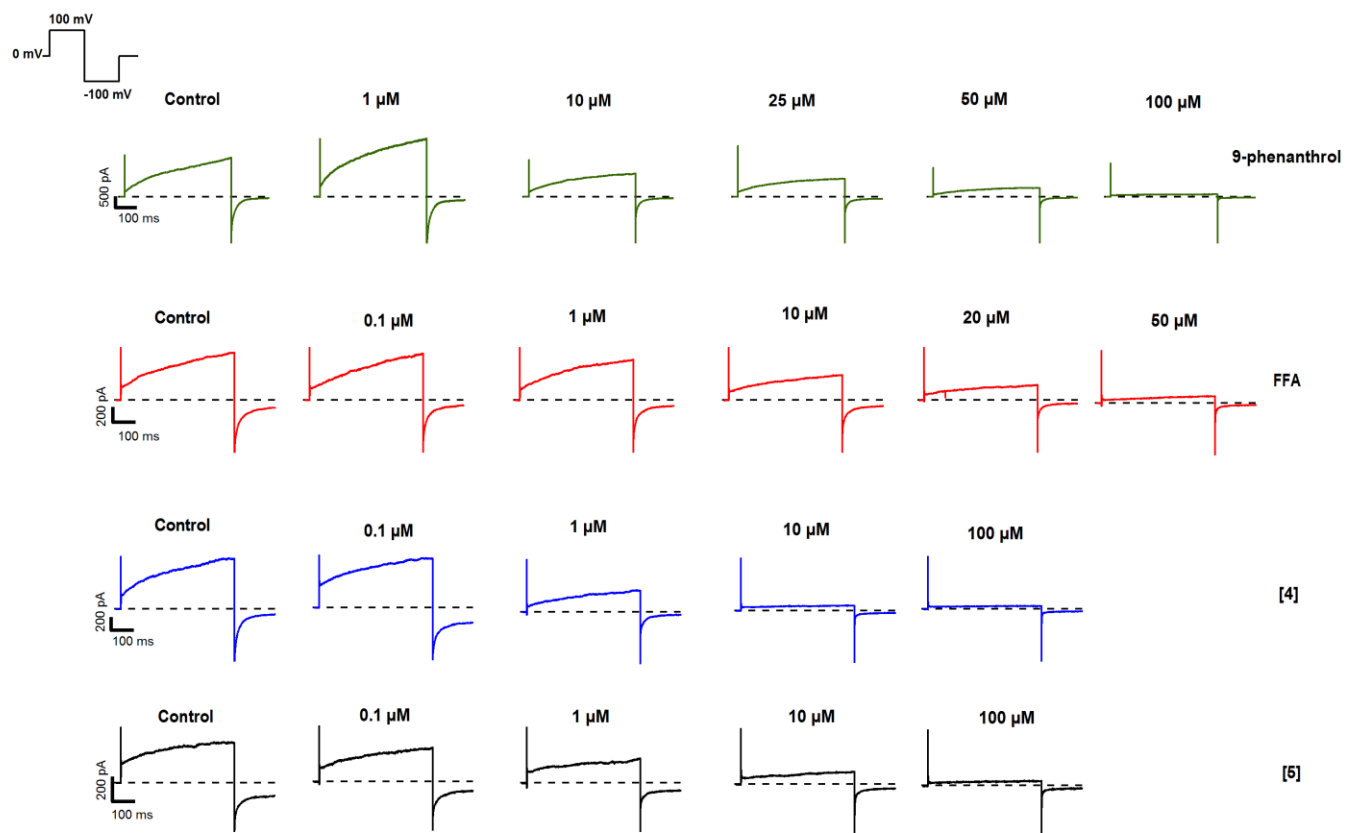 100 mV
0 mV
-100 mV
Control
1 µM
10 µM
25 µM
50 µM
100 µM
9-phenanthrol
500 pA
100 ms
Control
0.1 µM
1 µM
10 µM
20 µM
50 µM
FFA
200 pA
100 ms
Control
0.1 µM
1 µM
10 µM
100 µM
[4]
200 pA
100 ms
Control
0.1 µM
1 µM
10 µM
100 µM
[5]
200 pA
100 ms